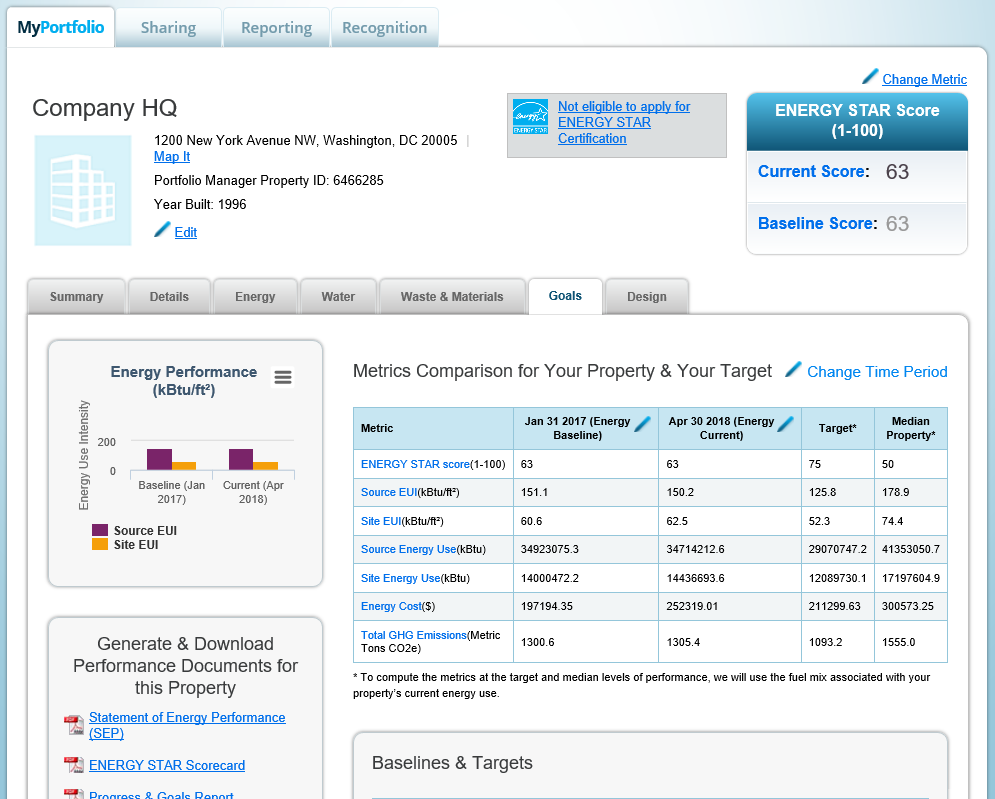 MyPortfolio
Sharing
Reporting
Recognition
Change Metric
Company HQ
1200 New York Avenue NW, Washington, DC 20005 |
Map It
Portfolio Manager Property ID: 6466285
Year Built: 1996
Edit
ENERGY STAR
Not eligible to apply for
ENERGY STAR
Certification
ENERGY STAR Score
(1-100)
Current Score: 63
Baseline Score: 63
Summary
Details
Energy
Water
Waste & Materials
Goals
Design
Energy Performance
(kBtu/ft²)
Energy Use Intensity
200
0
Baseline (Jan
2017)
Current (Apr
2018)
Source EUI
Site EUI
Generate & Download
Performance Documents for
this Property
Statement of Energy Performance
(SEP)
ENERGY STAR Scorecard
Progress & Goals Report
Metrics Comparison for Your Property & Your Target
Change Time Period
Metric
Jan 31 2017 (Energy
Baseline)
Apr 30 2018 (Energy
Current)
Target*
Median
Property*
ENERGY STAR score(1-100) 63 63 75 50
Source EUI(kBtu/ft²) 151.1 150.2 125.8 178.9
Site EUI(kBtu/ft²) 60.6 62.5 52.3 74.4
Source Energy Use(kBtu) 34923075.3 34714212.6 29070747.2 41353050.7
Site Energy Use(kBtu) 14000472.2 14436693.6 12089730.1 17197604.9
Energy Cost($) 197194.35 252319.01 211299.63 300573.25
Total GHG Emissions(Metric
Tons CO2e) 1300.6 1305.4 1093.2 1555.0
* To compute the metrics at the target and median levels of performance, we will use the fuel mix associated with your
property's current energy use.
Baselines & Targets